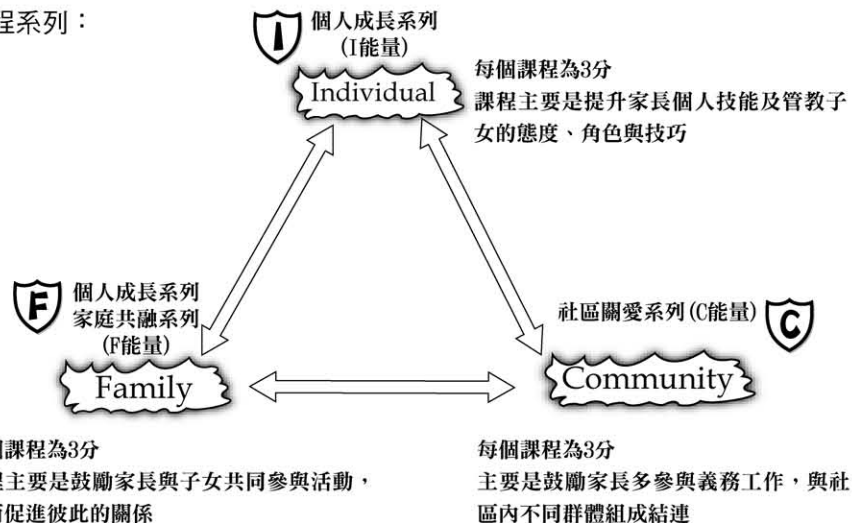 程系列：
I
個人成長系列
(I能量)
Individual
每個課程為3分
課程主要是提升家長個人技能及管教子
女的態度、角色與技巧
F
個人成長系列
家庭共融系列
(F能量)
Family
社區關愛系列(C能量)
C
Community
課程為3分
主要是鼓勵家長與子女共同參與活動，
促進彼此的關係
每個課程為3分
主要是鼓勵家長多參與義務工作，與社
區內不同群體組成結連